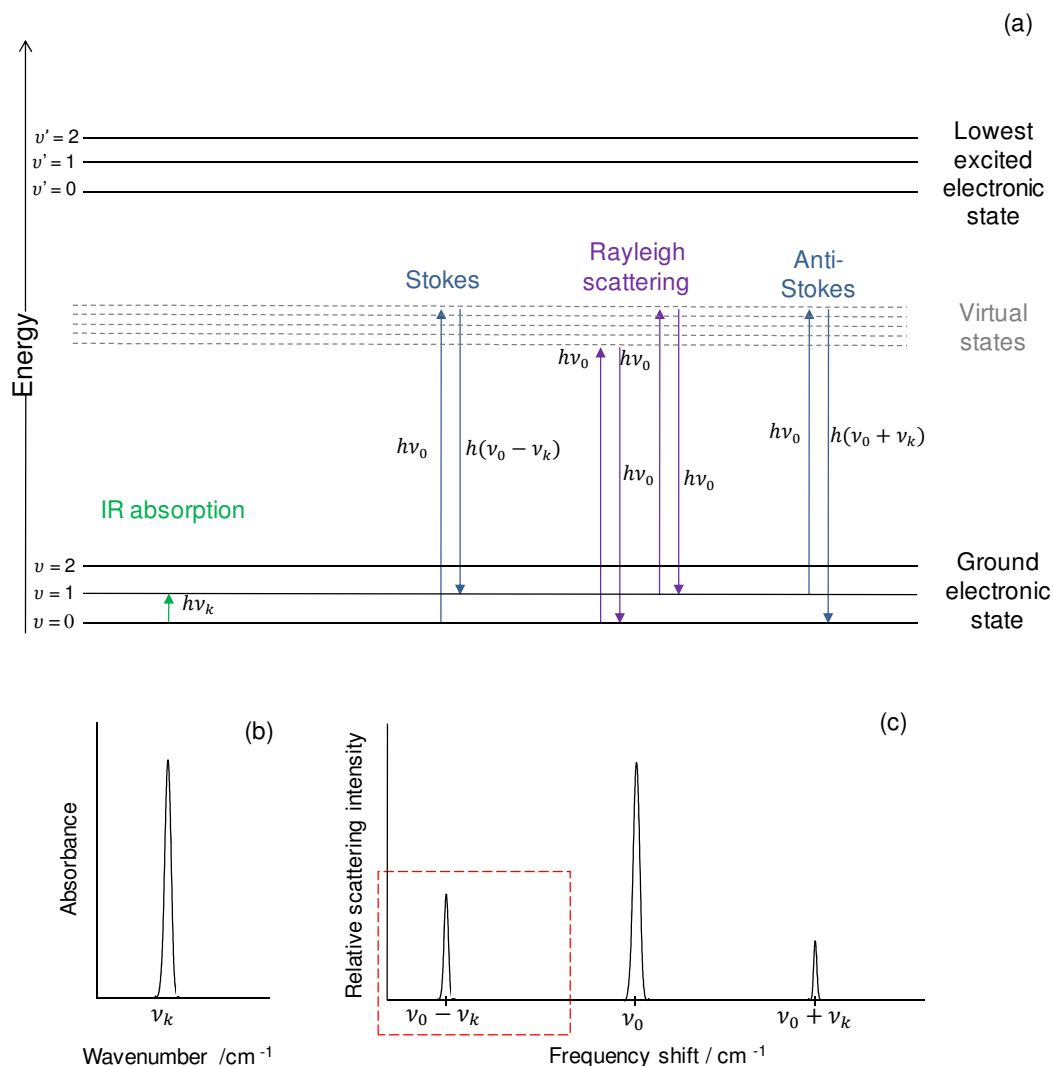 (a)
Energy
υ' = 2
υ' = 1
υ' = 0
Lowest
excited
electronic
state
Stokes
Rayleigh
scattering
Anti-
Stokes
Virtual
states
hν₀
hν₀
hν₀
h(ν₀ − νₖ)
hν₀
hν₀
hν₀
h(ν₀ + νₖ)
IR absorption
υ = 2
υ = 1
υ = 0
hνₖ
Ground
electronic
state
(b)
Absorbance
νₖ
Wavenumber /cm⁻¹
(c)
Relative scattering intensity
ν₀ − νₖ
ν₀
ν₀ + νₖ
Frequency shift / cm⁻¹